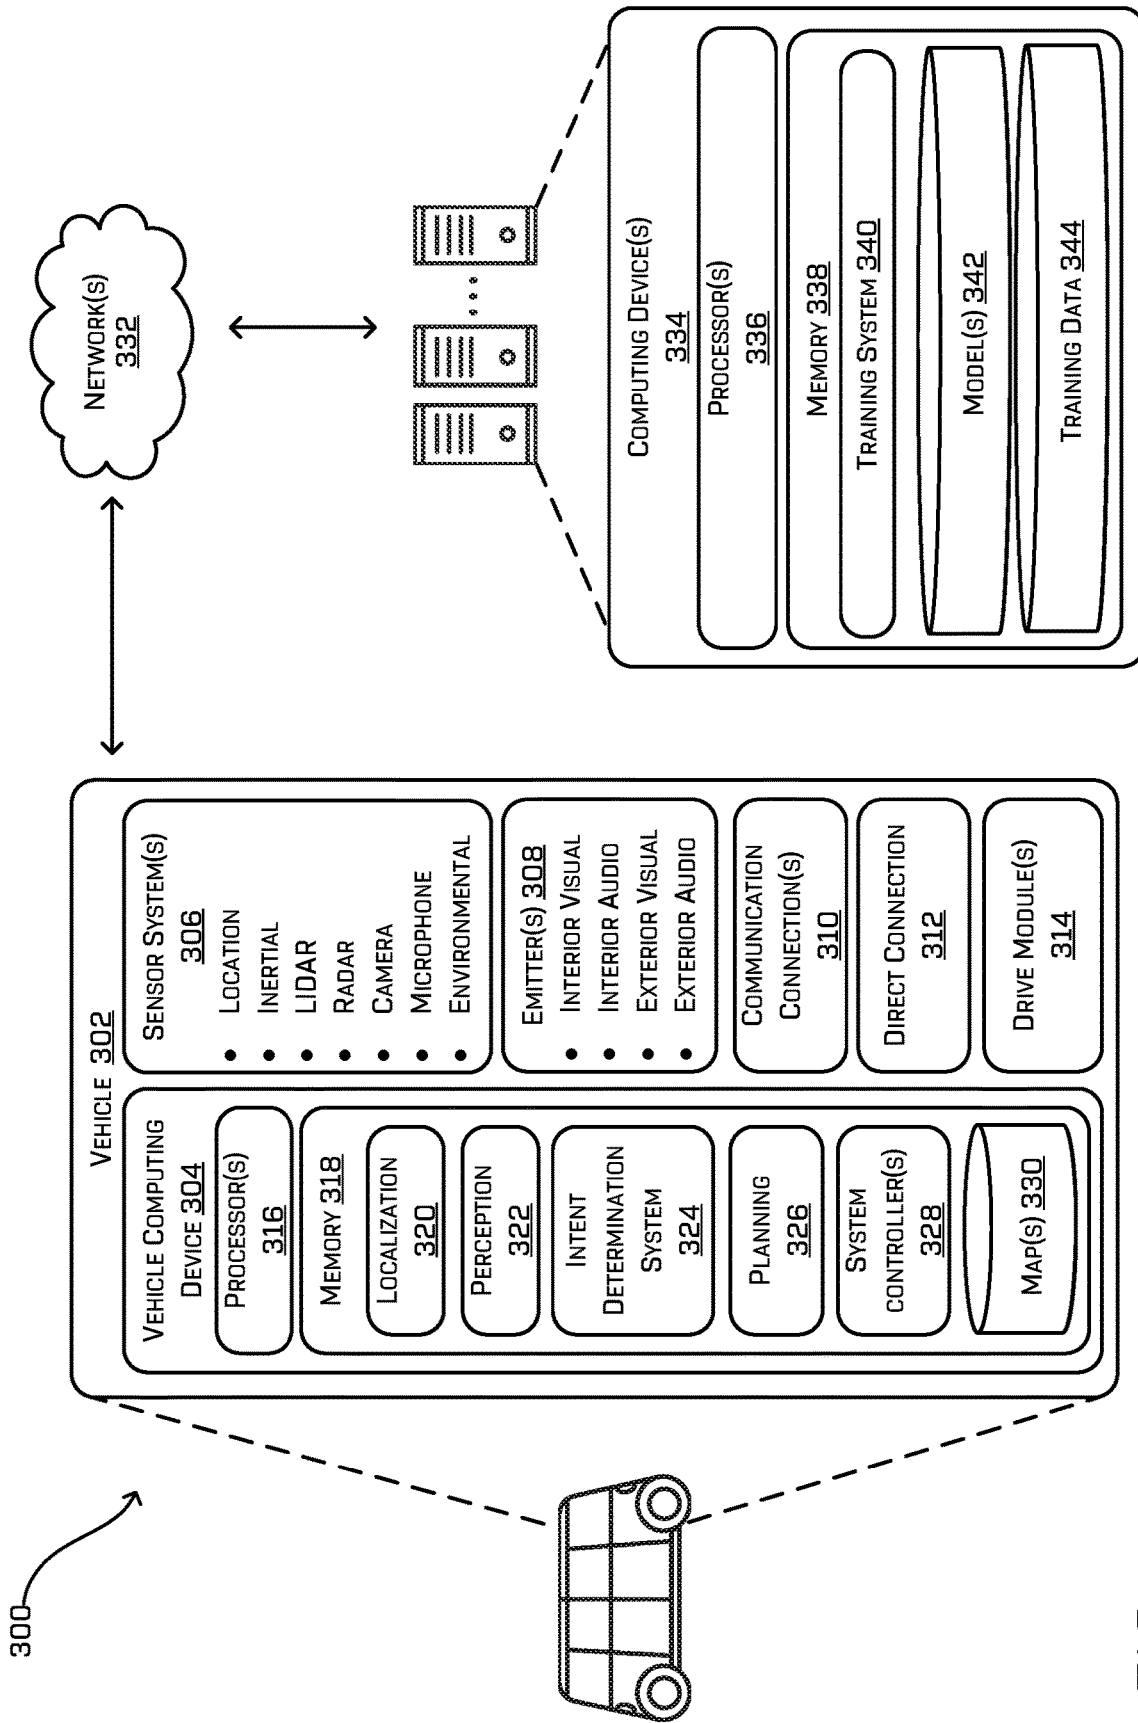 300
VEHICLE 302
VEHICLE COMPUTING
DEVICE 304
PROCESSOR(S)
316
MEMORY 318
LOCALIZATION
320
PERCEPTION
322
INTENT
DETERMINATION
SYSTEM 324
PLANNING
326
SYSTEM
CONTROLLER(S)
328
MAP(S) 330
SENSOR SYSTEM(S)
306
• LOCATION
• INERTIAL
• LIDAR
• RADAR
• CAMERA
• MICROPHONE
• ENVIRONMENTAL
EMITTER(S) 308
• INTERIOR VISUAL
• INTERIOR AUDIO
• EXTERIOR VISUAL
• EXTERIOR AUDIO
COMMUNICATION
CONNECTION(S)
310
DIRECT CONNECTION
312
DRIVE MODULE(S)
314
NETWORK(S)
332
COMPUTING DEVICE(S)
334
PROCESSOR(S)
336
MEMORY 338
TRAINING SYSTEM 340
MODEL(S) 342
TRAINING DATA 344